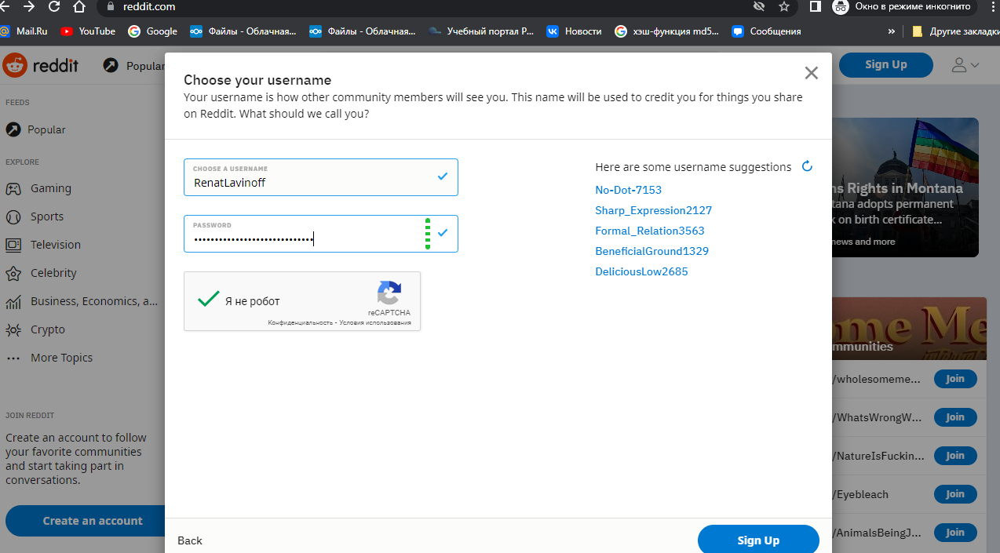 reddit.com
Окно в режиме инкогнито
Mail.Ru
YouTube
Google
Файлы - Облачная...
Файлы - Облачная...
Учебный портал Р...
Новости
хэш-функция md5...
Сообщения
»
Другие закладки
reddit
Popular
Sign Up
FEEDS
Popular
EXPLORE
Gaming
Sports
Television
Celebrity
Business, Economics, a...
Crypto
More Topics
JOIN REDDIT
Create an account to follow
your favorite communities
and start taking part in
conversations.
Create an account
Choose your username
Your username is how other community members will see you. This name will be used to credit you for things you share
on Reddit. What should we call you?
CHOOSE A USERNAME
RenatLavinoff
PASSWORD
Я не робот
reCAPTCHA
Конфиденциальность - Условия использования
Here are some username suggestions
No-Dot-7153
Sharp_Expression2127
Formal_Relation3563
BeneficialGround1329
DeliciousLow2685
Back
Sign Up
ns Rights in Montana
tana adopts permanent
k on birth certificate...
news and more
ome Me
mmunities
/wholesomeme...
Join
/WhatsWrongW...
Join
/NatureIsFuckin...
Join
/Eyebleach
Join
/AnimalsBeingJ...
Join